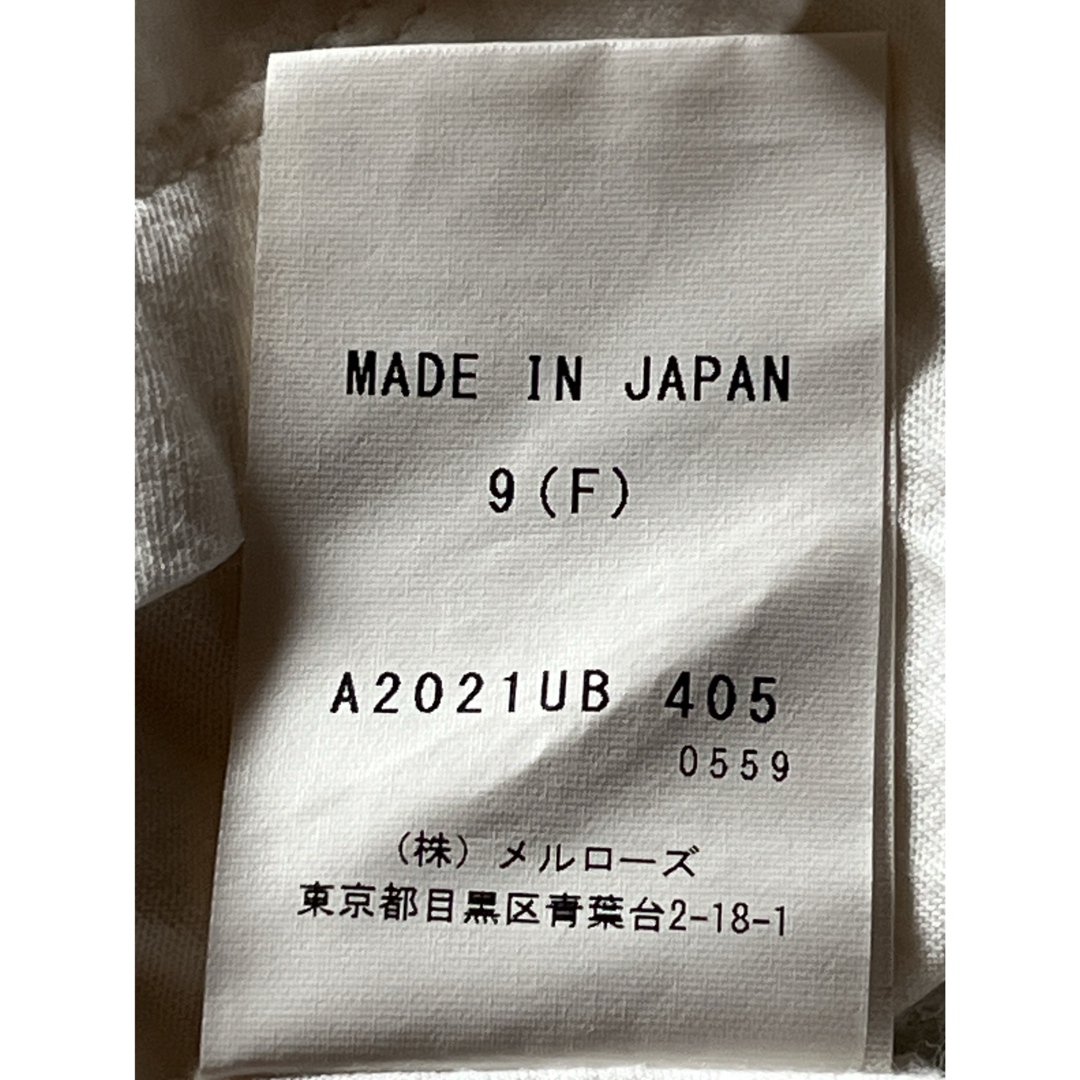 MADE IN JAPAN
9(F)
A2021UB 405
0559
(株)メルローズ
東京都目黒区青葉台2-18-1